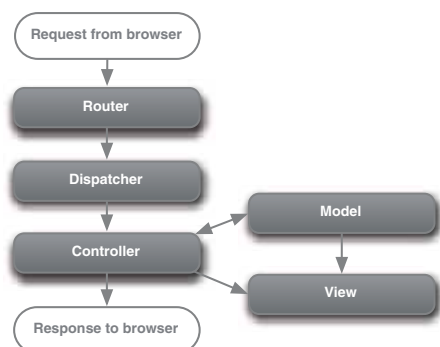 Request from browser
Router
Dispatcher
Controller
Model
View
Response to browser